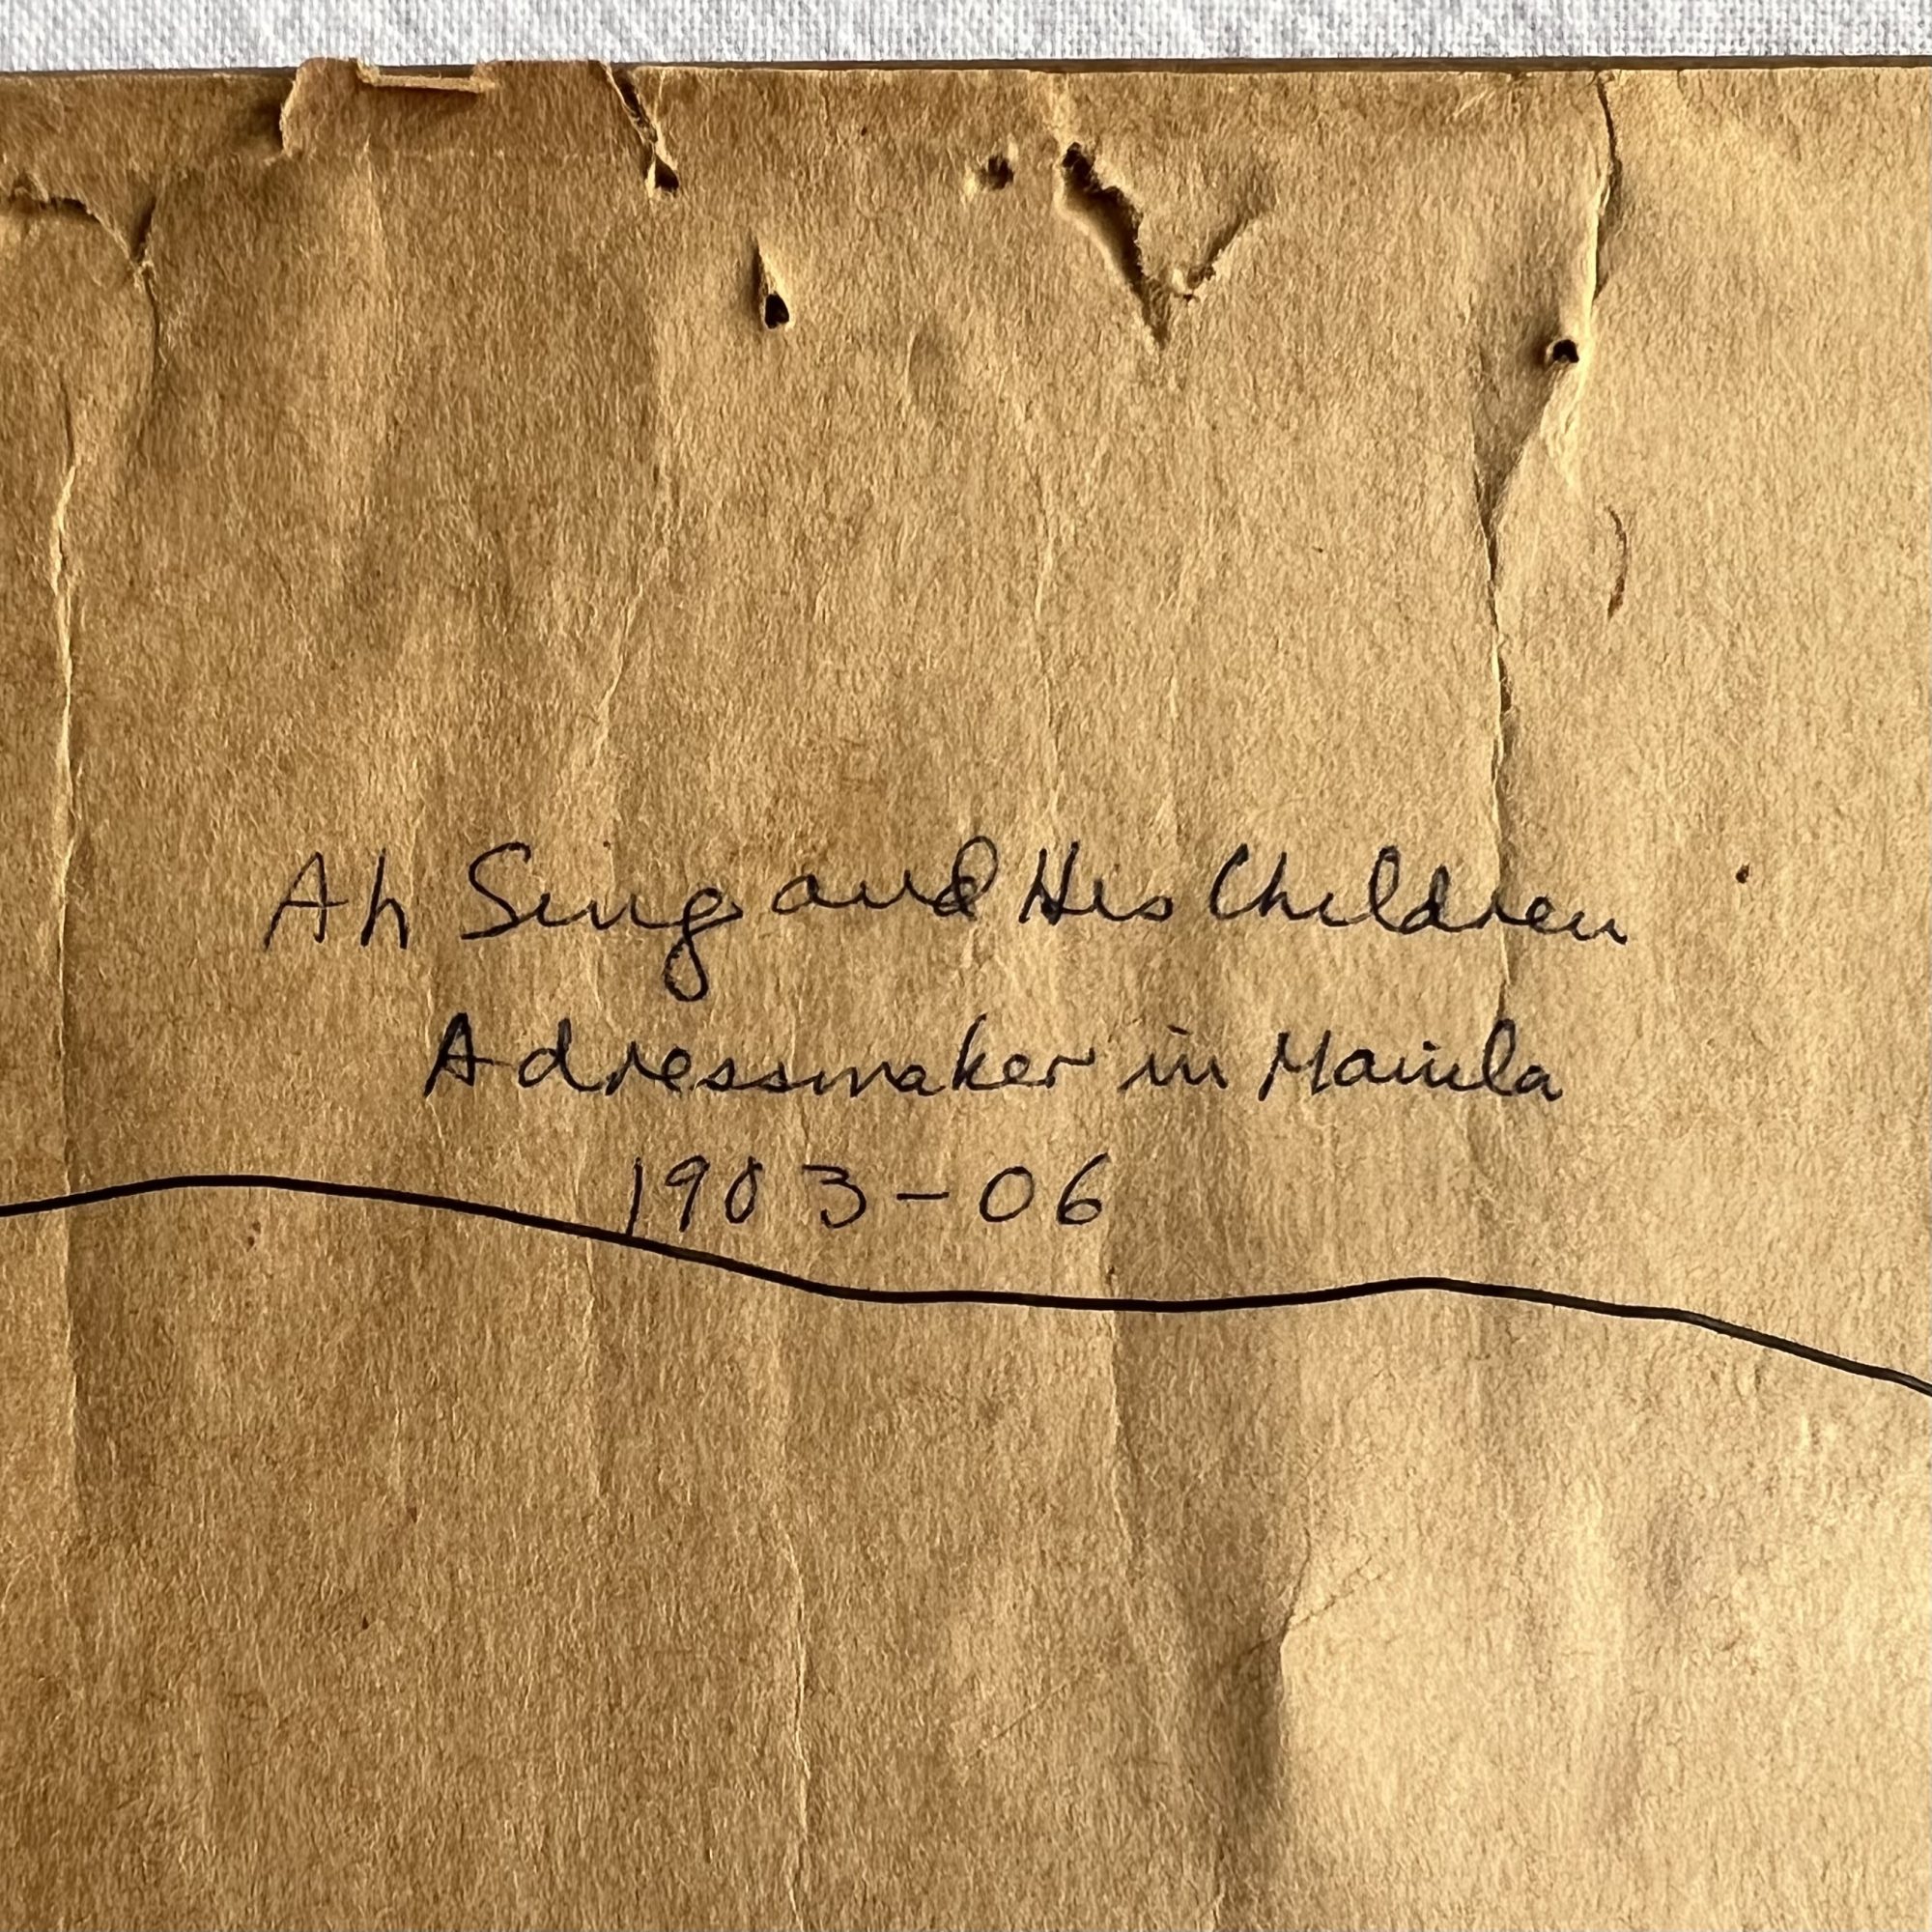 Ah Sing and His Children
A dressmaker in Manila
1903-06